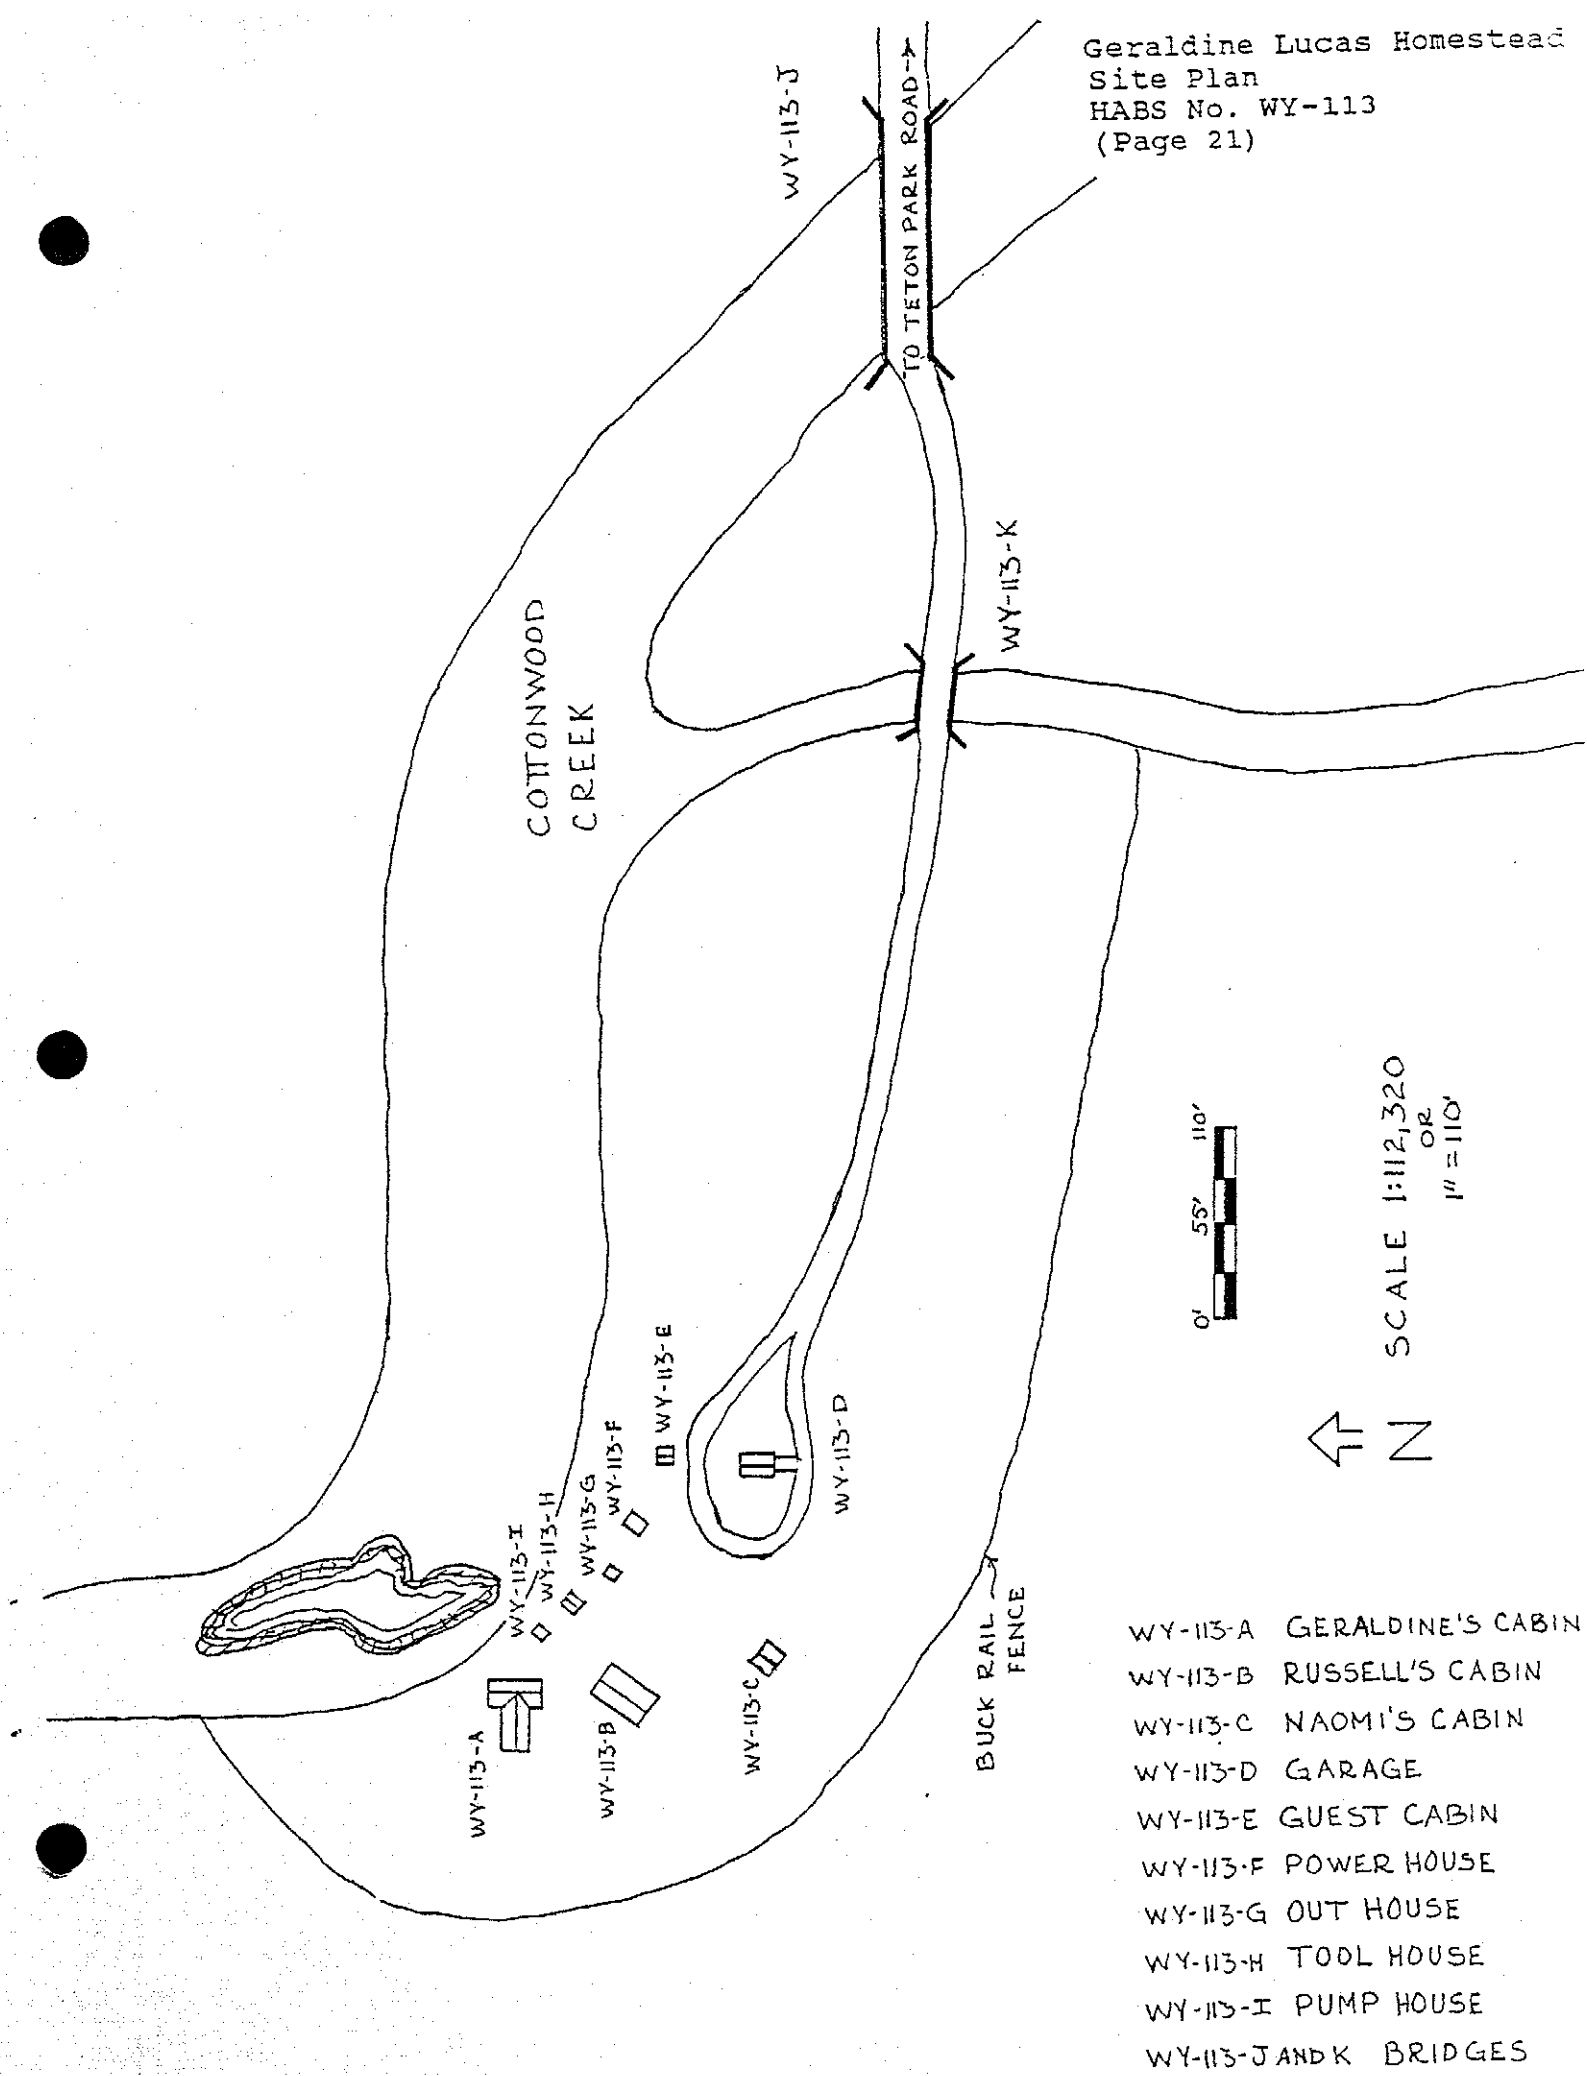 Geraldine Lucas Homestead
Site Plan
HABS No. WY-113
(Page 21)
WY-113-J
TO TETON PARK ROAD
WY-113-K
COTTONWOOD
CREEK
WY-113-E
WY-113-F
WY-113-G
WY-113-H
WY-113-I
WY-113-D
WY-113-A
WY-113-B
WY-113-C
BUCK RAIL
FENCE
0' 55' 110'
SCALE 1:112,320
OR
1" = 110'
N
WY-113-A GERALDINE'S CABIN
WY-113-B RUSSELL'S CABIN
WY-113-C NAOMI'S CABIN
WY-113-D GARAGE
WY-113-E GUEST CABIN
WY-113-F POWER HOUSE
WY-113-G OUT HOUSE
WY-113-H TOOL HOUSE
WY-113-I PUMP HOUSE
WY-113-J AND K BRIDGES